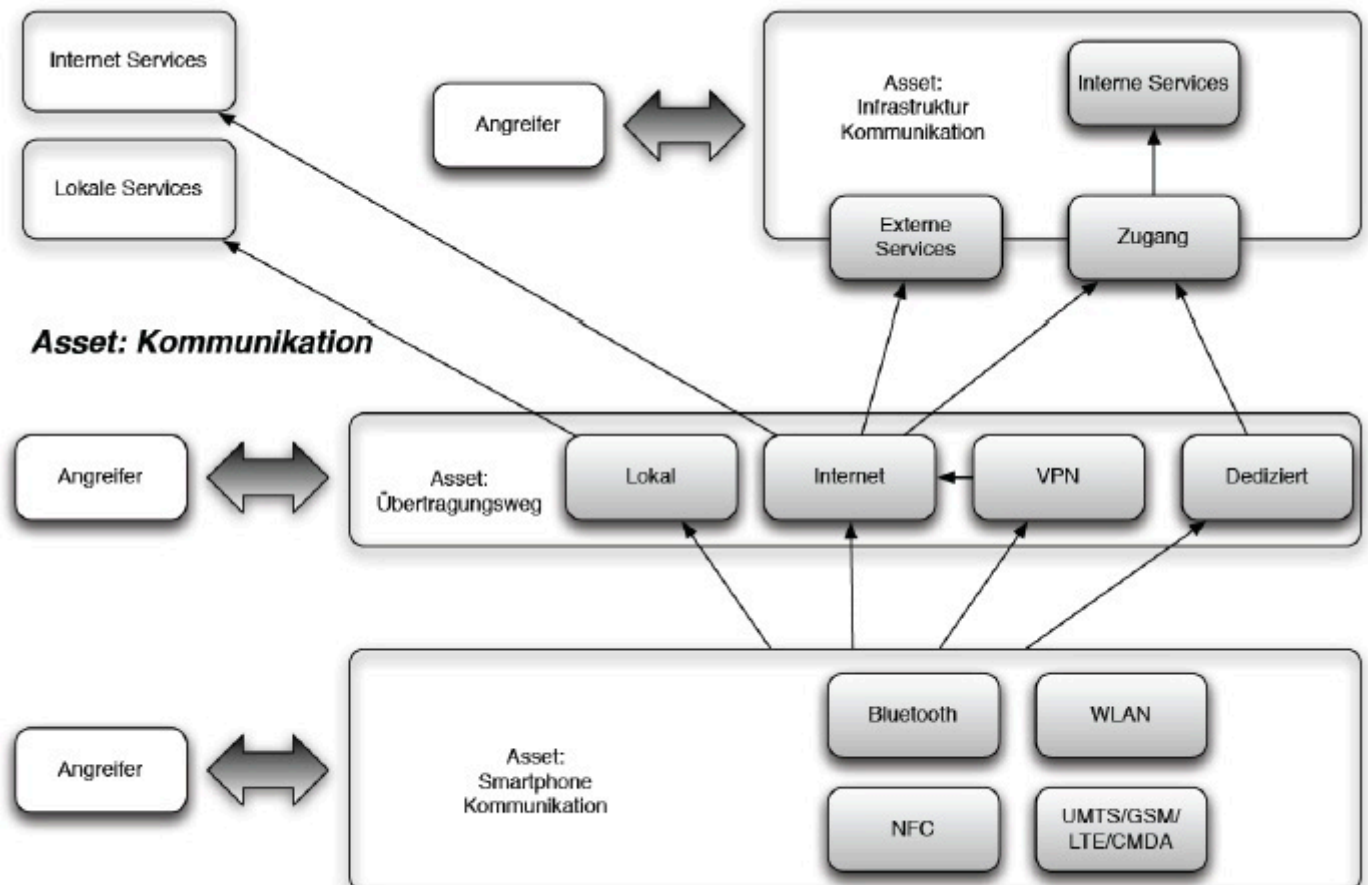 Internet Services
Lokale Services
Angreifer
Asset:
Infrastruktur
Kommunikation
Interne Services
Externe
Services
Zugang
Asset: Kommunikation
Angreifer
Asset:
Übertragungsweg
Lokal
Internet
VPN
Dediziert
Angreifer
Asset:
Smartphone
Kommunikation
Bluetooth
WLAN
NFC
UMTS/GSM/
LTE/CMDA